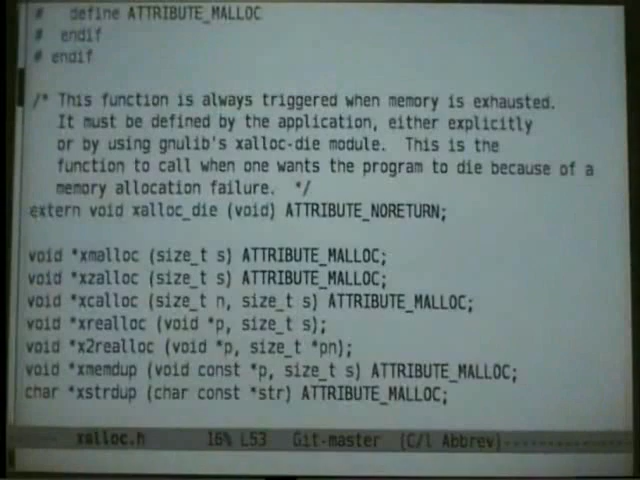 #   define ATTRIBUTE_MALLOC
#  endif
# endif
/* This function is always triggered when memory is exhausted.
It must be defined by the application, either explicitly
or by using gnulib's xalloc-die module.  This is the
function to call when one wants the program to die because of a
memory allocation failure.  */
extern void xalloc_die (void) ATTRIBUTE_NORETURN;
void *xmalloc (size_t s) ATTRIBUTE_MALLOC;
void *xzalloc (size_t s) ATTRIBUTE_MALLOC;
void *xcalloc (size_t n, size_t s) ATTRIBUTE_MALLOC;
void *xrealloc (void *p, size_t s);
void *x2realloc (void *p, size_t *pn);
void *xmemdup (void const *p, size_t s) ATTRIBUTE_MALLOC;
char *xstrdup (char const *str) ATTRIBUTE_MALLOC;
xalloc.h 16% L53 Git-master (C/l Abbrev)